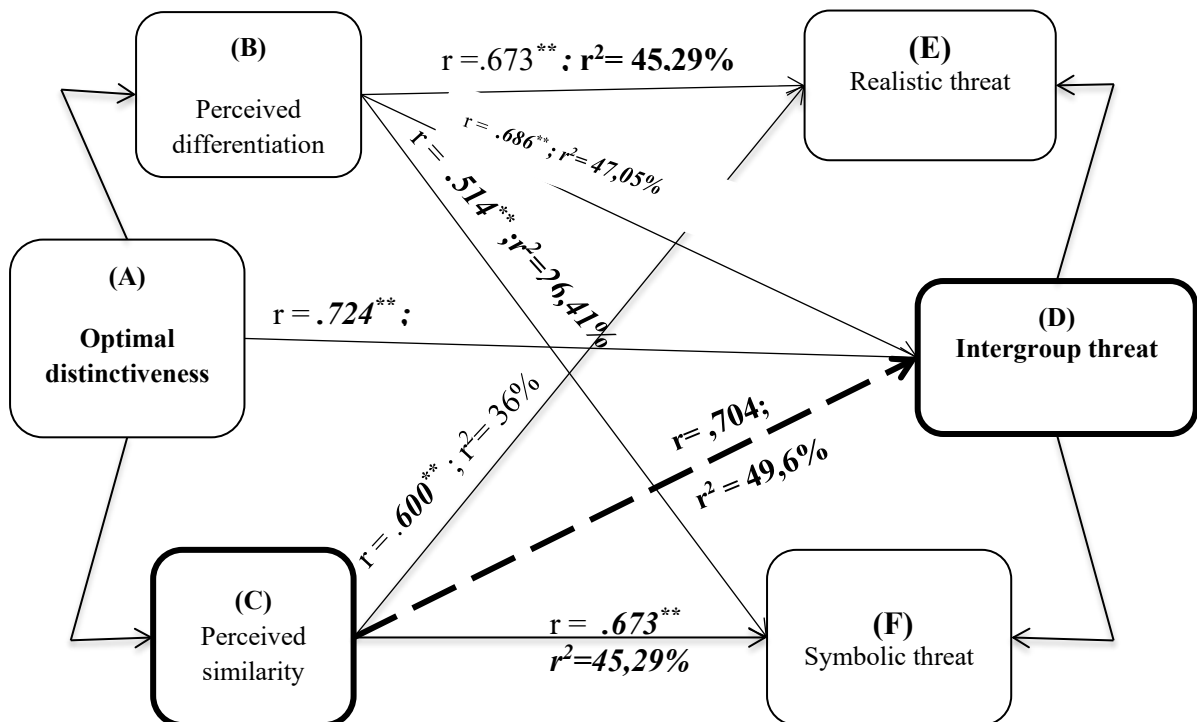 (B)
Perceived
differentiation
r =.673**; r²= 45,29%
(E)
Realistic threat
r = .686**; r²= 47,05%
r = .514**;r²=26,41%
(A)
Optimal
distinctiveness
r = .724**;
(D)
Intergroup threat
r = .600**; r²= 36%
r= ,704;
r² = 49,6%
(C)
Perceived
similarity
r = .673**
r²=45,29%
(F)
Symbolic threat